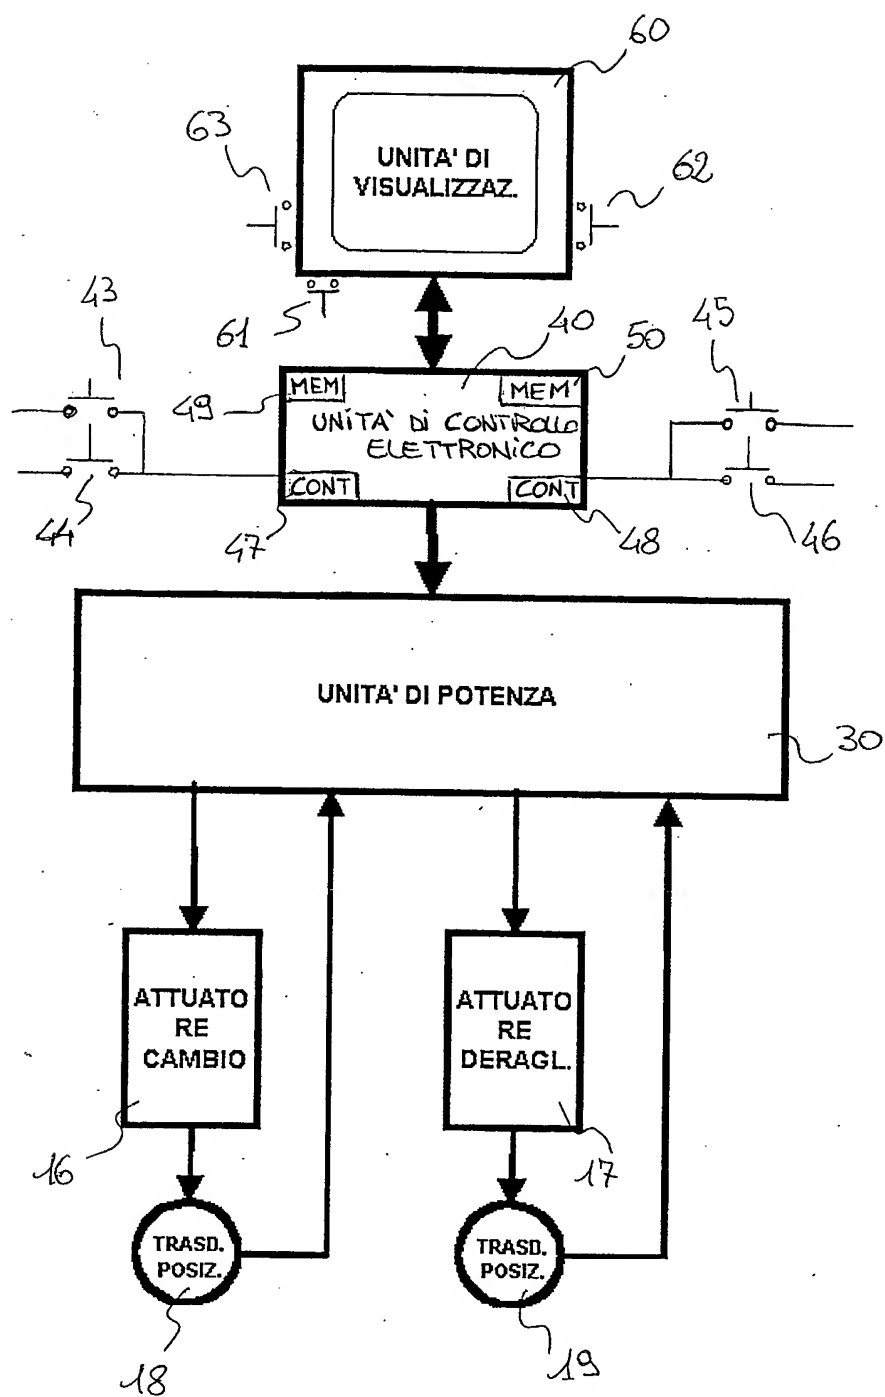 60
63
UNITA' DI
VISUALIZZAZ.
62
43
61
40
50
45
49
MEM
MEM
UNITA' DI CONTROLLO
ELETTRONICO
CONT
CONT
44
47
48
46
UNITA' DI POTENZA
30
ATTUATO
RE
CAMBIO
ATTUATO
RE
DERAGL.
16
17
TRASD.
POSIZ.
TRASD.
POSIZ.
18
19